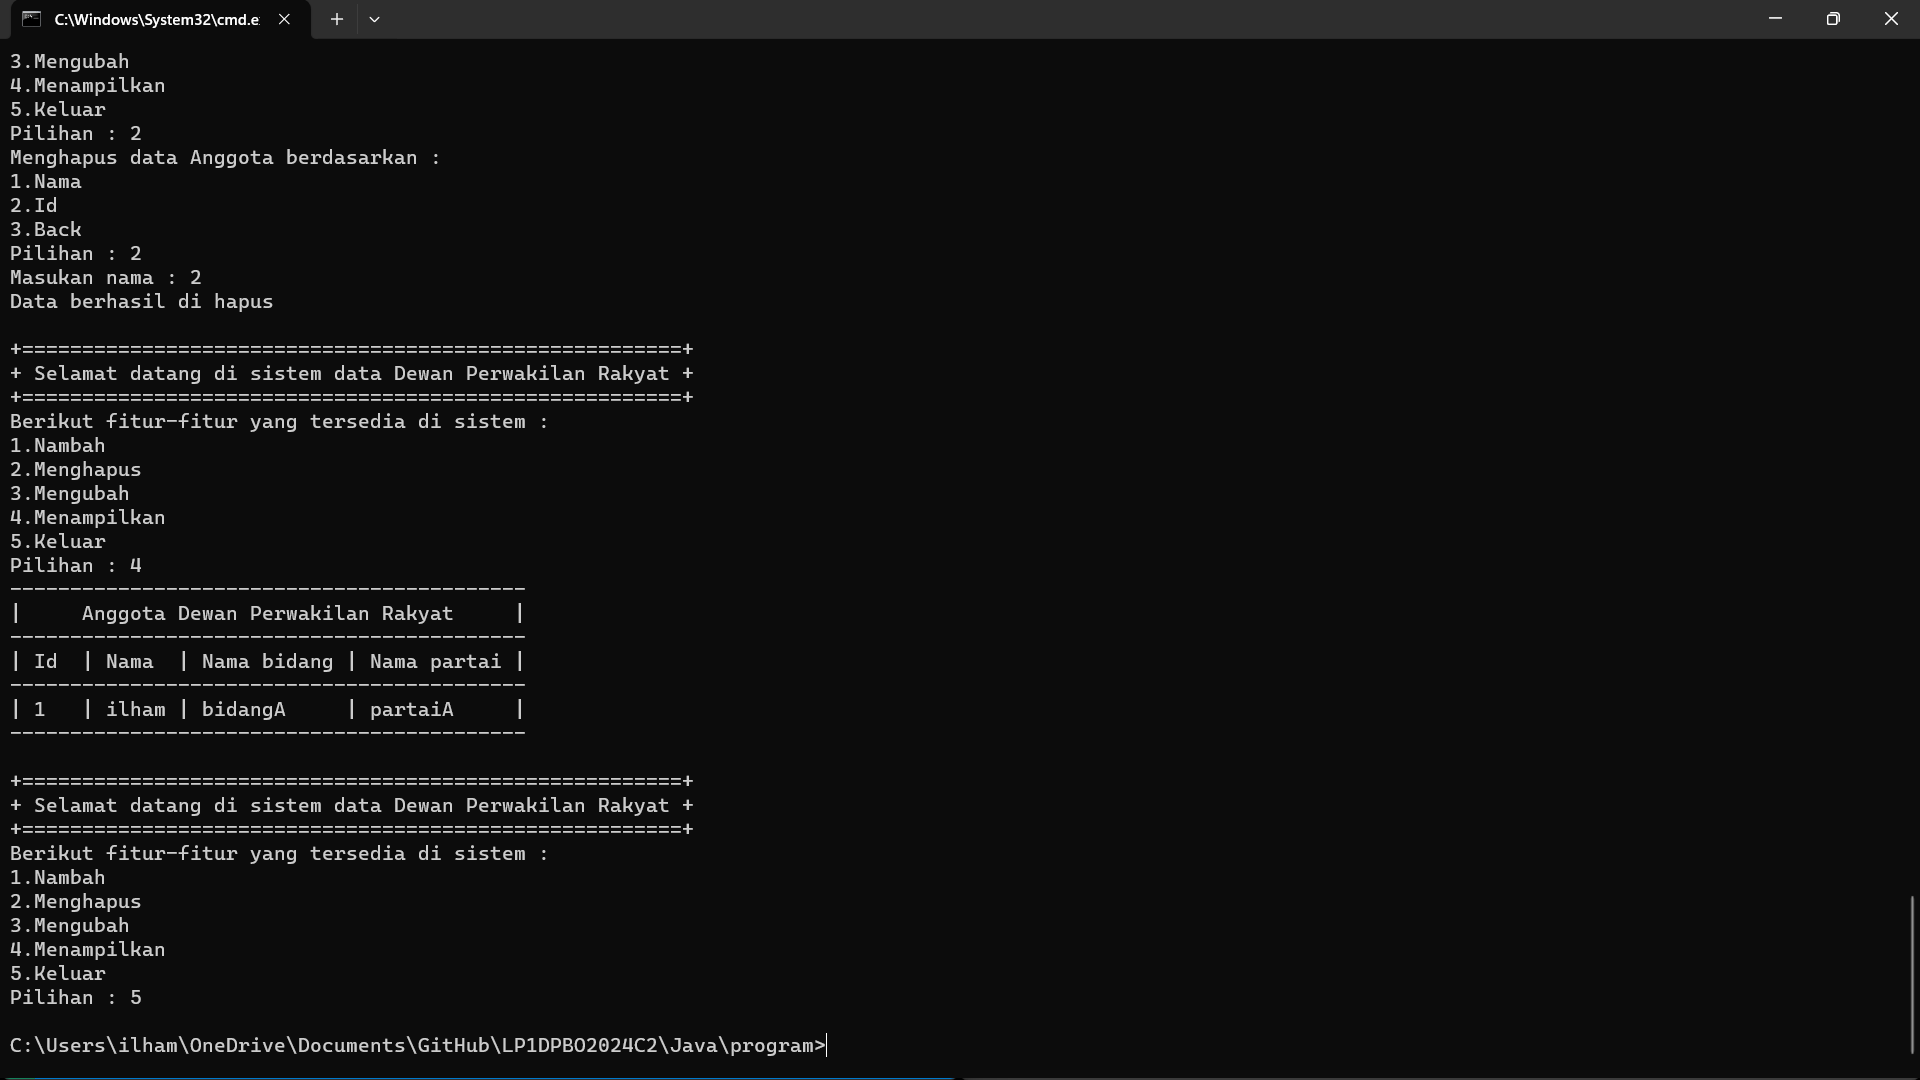 C:\Windows\System32\cmd.e
3.Mengubah
4.Menampilkan
5.Keluar
Pilihan : 2
Menghapus data Anggota berdasarkan :
1.Nama
2.Id
3.Back
Pilihan : 2
Masukan nama : 2
Data berhasil di hapus
+=======================================================+
+ Selamat datang di sistem data Dewan Perwakilan Rakyat +
+=======================================================+
Berikut fitur-fitur yang tersedia di sistem :
1.Nambah
2.Menghapus
3.Mengubah
4.Menampilkan
5.Keluar
Pilihan : 4
-------------------------------------------
|     Anggota Dewan Perwakilan Rakyat     |
-------------------------------------------
| Id  | Nama  | Nama bidang | Nama partai |
-------------------------------------------
| 1   | ilham | bidangA     | partaiA     |
-------------------------------------------
+=======================================================+
+ Selamat datang di sistem data Dewan Perwakilan Rakyat +
+=======================================================+
Berikut fitur-fitur yang tersedia di sistem :
1.Nambah
2.Menghapus
3.Mengubah
4.Menampilkan
5.Keluar
Pilihan : 5
C:\Users\ilham\OneDrive\Documents\GitHub\LP1DPBO2024C2\Java\program>